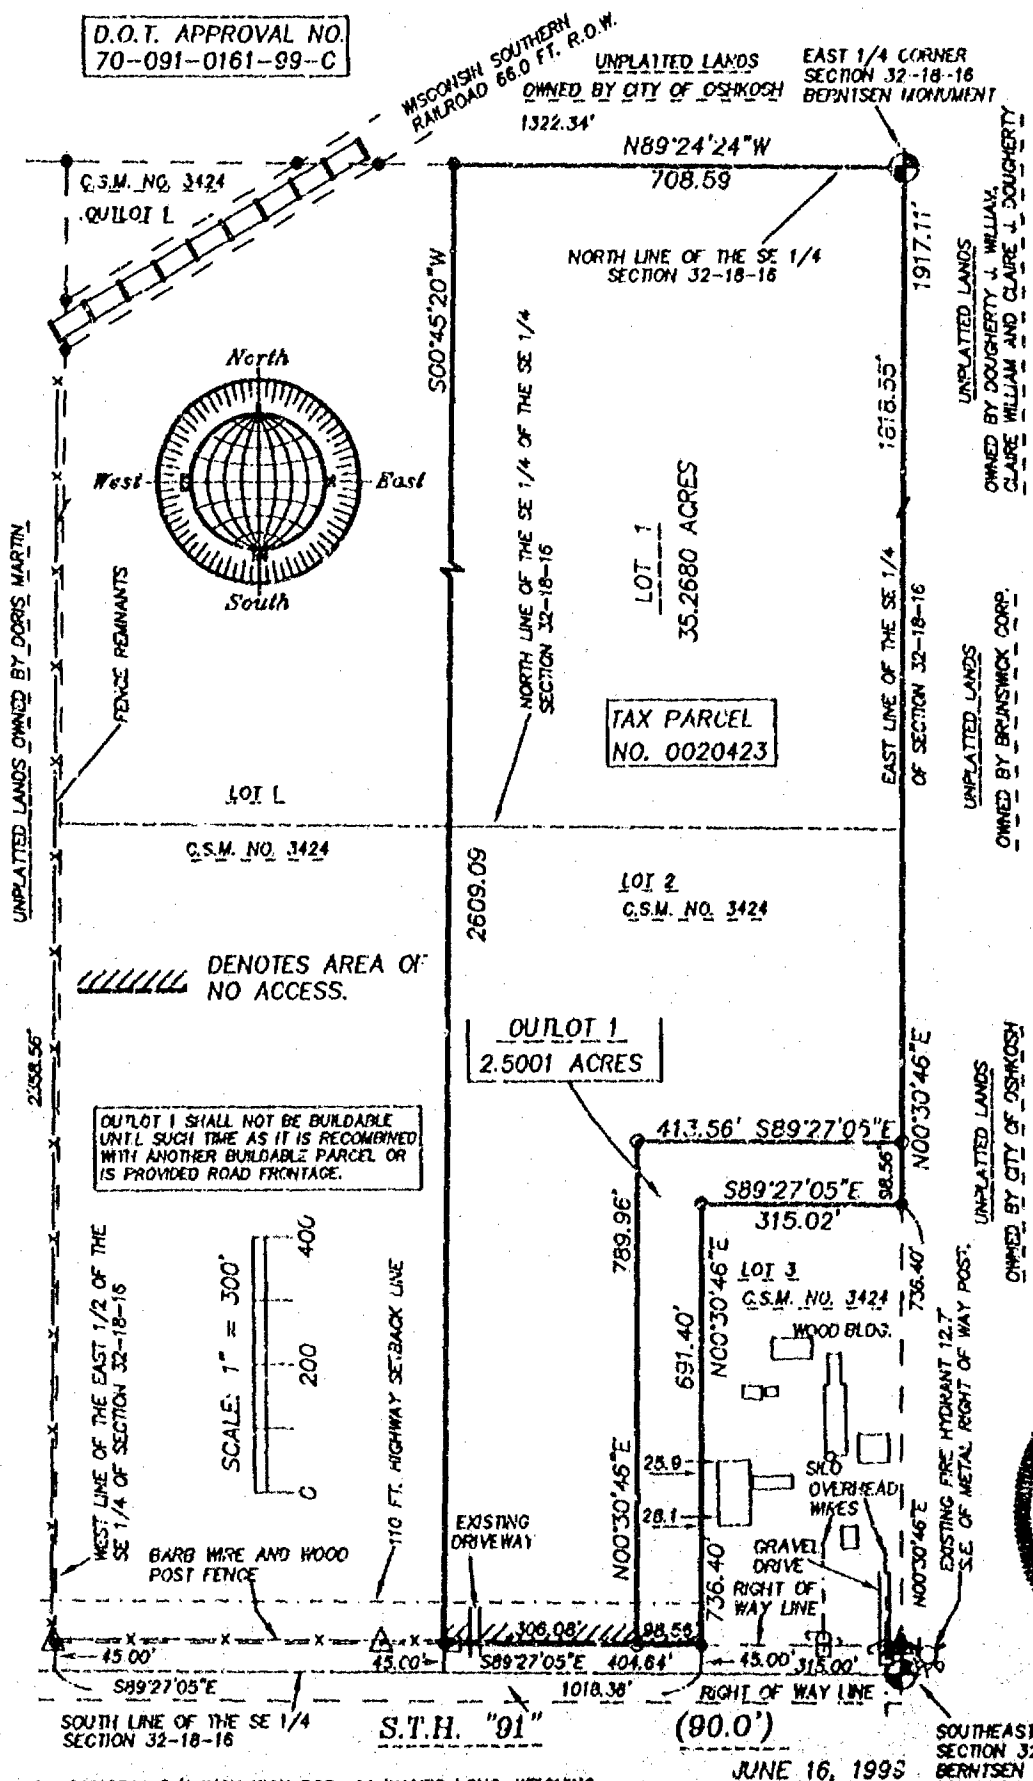 D.O.T. APPROVAL NO.
70-091-0161-99-C
WISCONSIN SOUTHERN
RAILROAD 66.0 FT. R.O.W.
UNPLATTED LANDS
OWNED BY CITY OF OSHKOSH
1322.34'
EAST 1/4 CORNER
SECTION 32-18-16
BERNTSEN MONUMENT
N89°24'24"W
708.59
C.S.M. NO. 3424
OUTLOT 1
NORTH LINE OF THE SE 1/4
SECTION 32-18-16
S00°45'20"W
1917.11'
1818.55'
UNPLATTED LANDS
OWNED BY DOUGHERTY J. WILLIAM,
CLAIRE WILLIAM AND CLAIRE J. DOUGHERTY
North
West
East
South
NORTH LINE OF THE SE 1/4 OF THE SE 1/4
SECTION 32-18-16
LOT 1
35.2680 ACRES
EAST LINE OF THE SE 1/4
OF SECTION 32-18-16
UNPLATTED LANDS OWNED BY DORIS MARTIN
FENCE REMNANTS
TAX PARCEL
NO. 0020423
UNPLATTED LANDS
OWNED BY BRUNSWICK CORP.
LOT 1
C.S.M. NO. 3424
2609.09
LOT 2
C.S.M. NO. 3424
DENOTES AREA OF
NO ACCESS.
2358.56'
OUTLOT 1
2.5001 ACRES
OUTLOT 1 SHALL NOT BE BUILDABLE
UNTIL SUCH TIME AS IT IS RECOMBINED
WITH ANOTHER BUILDABLE PARCEL OR
IS PROVIDED ROAD FRONTAGE.
413.56' S89°27'05"E
98.56'
N00°30'46"E
UNPLATTED LANDS
OWNED BY CITY OF OSHKOSH
S89°27'05"E
315.02'
789.96'
N00°30'46"E
691.40'
N00°30'46"E
736.40'
LOT 3
C.S.M. NO. 3424
WOOD BLDG.
736.40'
WEST LINE OF THE EAST 1/2 OF THE
SE 1/4 OF SECTION 32-18-16
SCALE: 1" = 300'
0
200
400
110 FT. HIGHWAY SETBACK LINE
25.9
26.1
SILO
OVERHEAD
WIRES
EXISTING FIRE HYDRANT 12.7'
S.E. OF METAL RIGHT OF WAY POST.
N00°30'46"E
EXISTING
DRIVEWAY
BARB WIRE AND WOOD
POST FENCE
GRAVEL
DRIVE
RIGHT OF
WAY LINE
306.08'
98.56
45.00'
45.00'
S89°27'05"E
404.64'
45.00'
315.00'
S89°27'05"E
1018.38'
RIGHT OF WAY LINE
SOUTH LINE OF THE SE 1/4
SECTION 32-18-16
S.T.H. "91"
(90.0')
SOUTHEAST
SECTION 32
BERNTSEN
JUNE 16, 1999